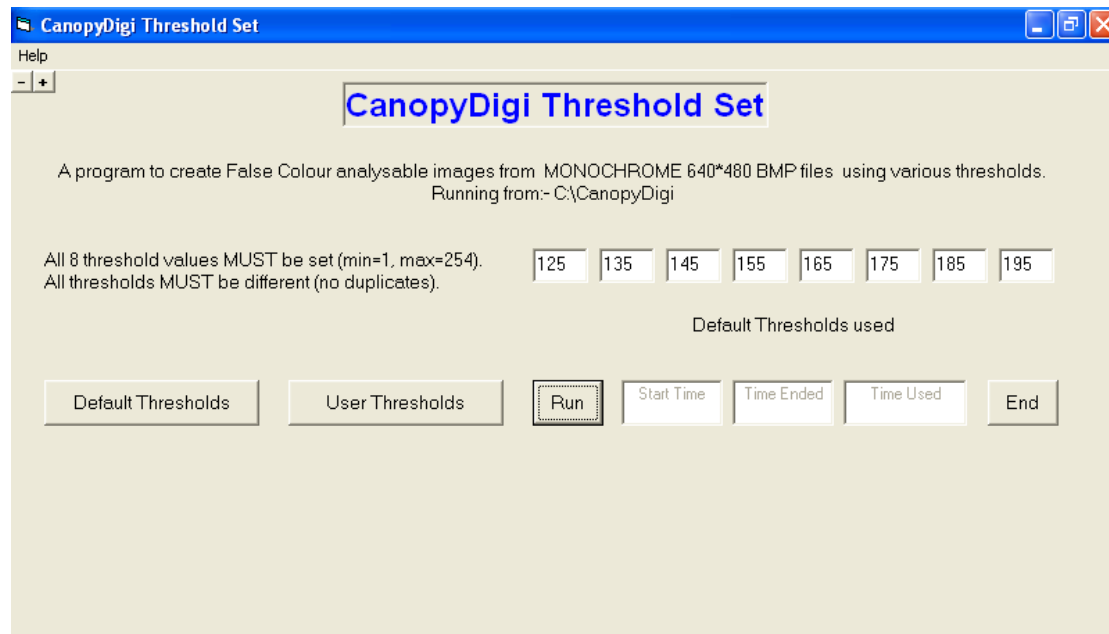 CanopyDigi Threshold Set
Help
- +
CanopyDigi Threshold Set
A program to create False Colour analysable images from MONOCHROME 640*480 BMP files using various thresholds.
Running from:- C:\CanopyDigi
All 8 threshold values MUST be set (min=1, max=254).
All thresholds MUST be different (no duplicates).
125 135 145 155 165 175 185 195
Default Thresholds used
Default Thresholds User Thresholds Run Start Time Time Ended Time Used End